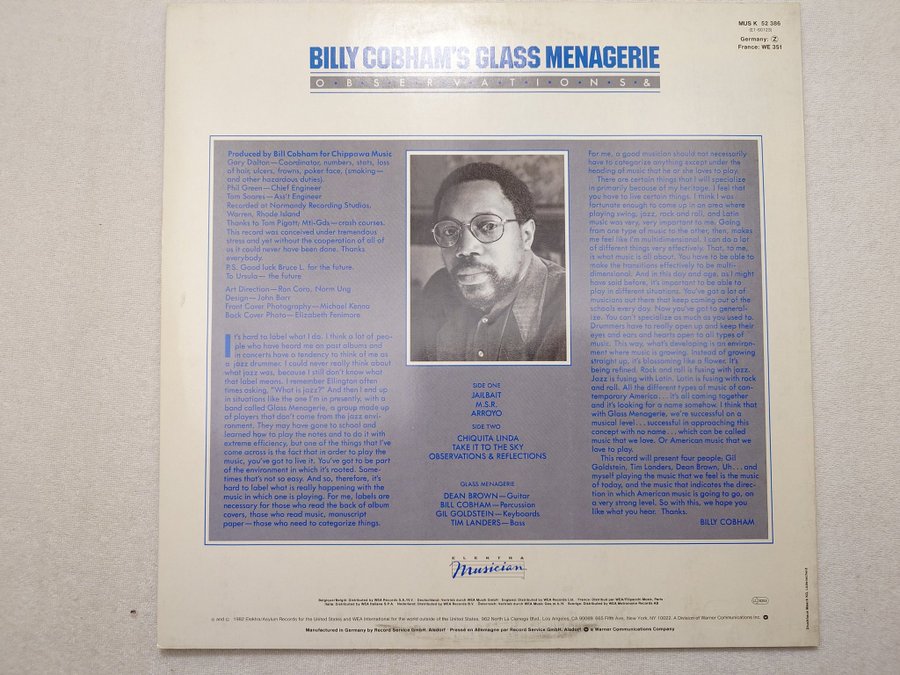 MUS K 52 386
(E1-60123)
Germany: Z
France: WE 351
BILLY COBHAM'S GLASS MENAGERIE
O·B·S·E·R·V·A·T·I·O·N·S &
Produced by Bill Cobham for Chippawa Music
Gary Dalton—Coordinator, numbers, stats, loss
of hair, ulcers, frowns, poker face, (smoking—
and other hazardous duties).
Phil Green—Chief Engineer
Tom Soares—Ass't Engineer
Recorded at Normandy Recording Studios,
Warren, Rhode Island
Thanks to Tom Pigott; Mti-Gds—crash courses.
This record was conceived under tremendous
stress and yet without the cooperation of all of
us it could never have been done. Thanks
everybody.
P.S. Good luck Bruce L. for the future.
To Ursula— the future
Art Direction—Ron Coro, Norm Ung
Design—John Barr
Front Cover Photography—Michael Kenna
Back Cover Photo—Elizabeth Fenimore
It's hard to label what I do. I think a lot of peo-
ple who have heard me on past albums and
in concerts have a tendency to think of me as
a jazz drummer. I could never really think about
what jazz was, because I still don't know what
that label means. I remember Ellington often
times asking, "What is jazz?" And then I end up
in situations like the one I'm in presently, with a
band called Glass Menagerie, a group made up
of players that don't come from the jazz envi-
ronment. They may have gone to school and
learned how to play the notes and to do it with
extreme efficiency, but one of the things that I've
come across is the fact that in order to play the
music, you've got to live it. You've got to be part
of the environment in which it's rooted. Some-
times that's not so easy. And so, therefore, it's
hard to label what is really happening with the
music in which one is playing. For me, labels are
necessary for those who read the back of album
covers, those who read music, manuscript
paper—those who need to categorize things.
SIDE ONE
JAILBAIT
M.S.R.
ARROYO
SIDE TWO
CHIQUITA LINDA
TAKE IT TO THE SKY
OBSERVATIONS & REFLECTIONS
GLASS MENAGERIE
DEAN BROWN—Guitar
BILL COBHAM—Percussion
GIL GOLDSTEIN—Keyboards
TIM LANDERS—Bass
For me, a good musician should not necessarily
have to categorize anything except under the
heading of music that he or she loves to play.
There are certain things that I will specialize
in primarily because of my heritage. I feel that
you have to live certain things. I think I was
fortunate enough to come up in an area where
playing swing, jazz, rock and roll, and Latin
music was very, very important to me. Going
from one type of music to the other, then, makes
me feel like I'm multidimensional. I can do a lot
of different things very effectively. That, to me,
is what music is all about. You have to be able to
make the transitions effectively to be multi-
dimensional. And in this day and age, as I might
have said before, it's important to be able to
play in different situations. You've got a lot of
musicians out there that keep coming out of the
schools every day. Now you've got to general-
ize. You can't specialize as much as you used to.
Drummers have to really open up and keep their
eyes and ears and hearts open to all types of
music. This way, what's developing is an environ-
ment where music is growing. Instead of growing
straight up, it's blossoming like a flower. It's
being refined. Rock and roll is fusing with jazz.
Jazz is fusing with Latin. Latin is fusing with rock
and roll. All the different types of music of con-
temporary America...it's all coming together
and it's looking for a name somehow. I think that
with Glass Menagerie, we're successful on a
musical level...successful in approaching this
concept with no name...which can be called
music that we love. Or American music that we
love to play.
This record will present four people: Gil
Goldstein, Tim Landers, Dean Brown, Uh...and
myself playing the music that we feel is the music
of today, and the music that indicates the direc-
tion in which American music is going to go, on
a very strong level. So with this, we hope you
like what you hear. Thanks.
BILLY COBHAM
ELEKTRA
Musician
Manufactured in Germany by Record Service GmbH, Alsdorf · Pressé en Allemagne par Record Service GmbH, Alsdorf. a Warner Communications Company